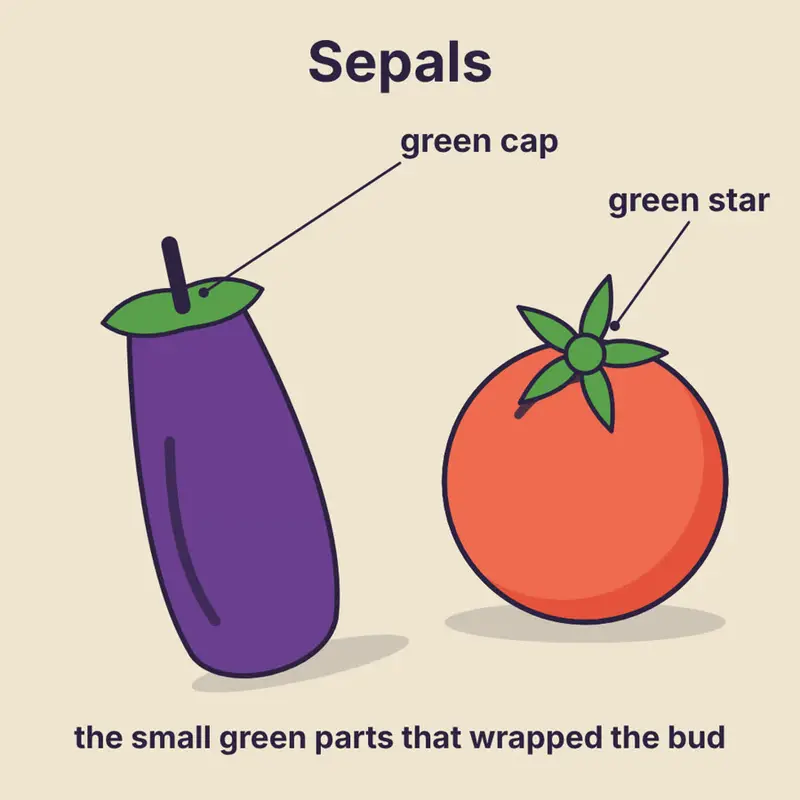 Sepals
green cap
green star
the small green parts that wrapped the bud